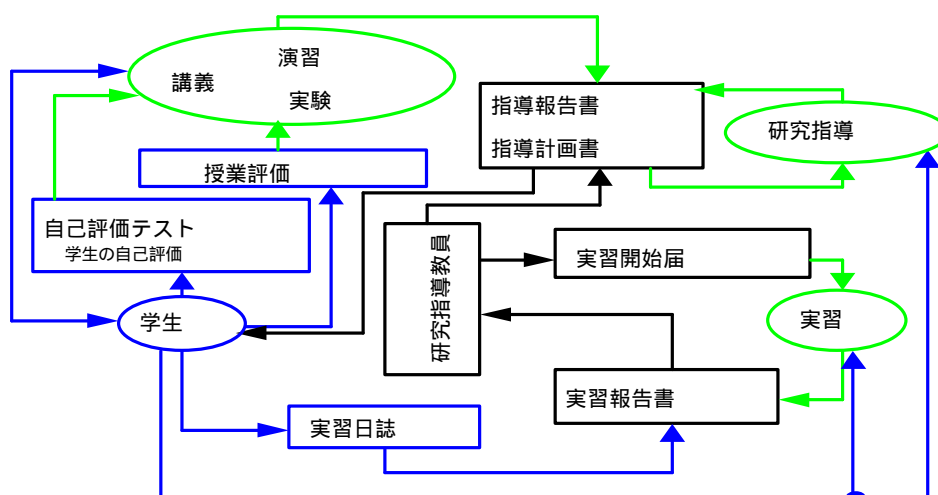 演習
講義
実験
指導報告書
指導計画書
研究指導
授業評価
自己評価テスト
学生の自己評価
研究指導教員
実習開始届
学生
実習
実習報告書
実習日誌